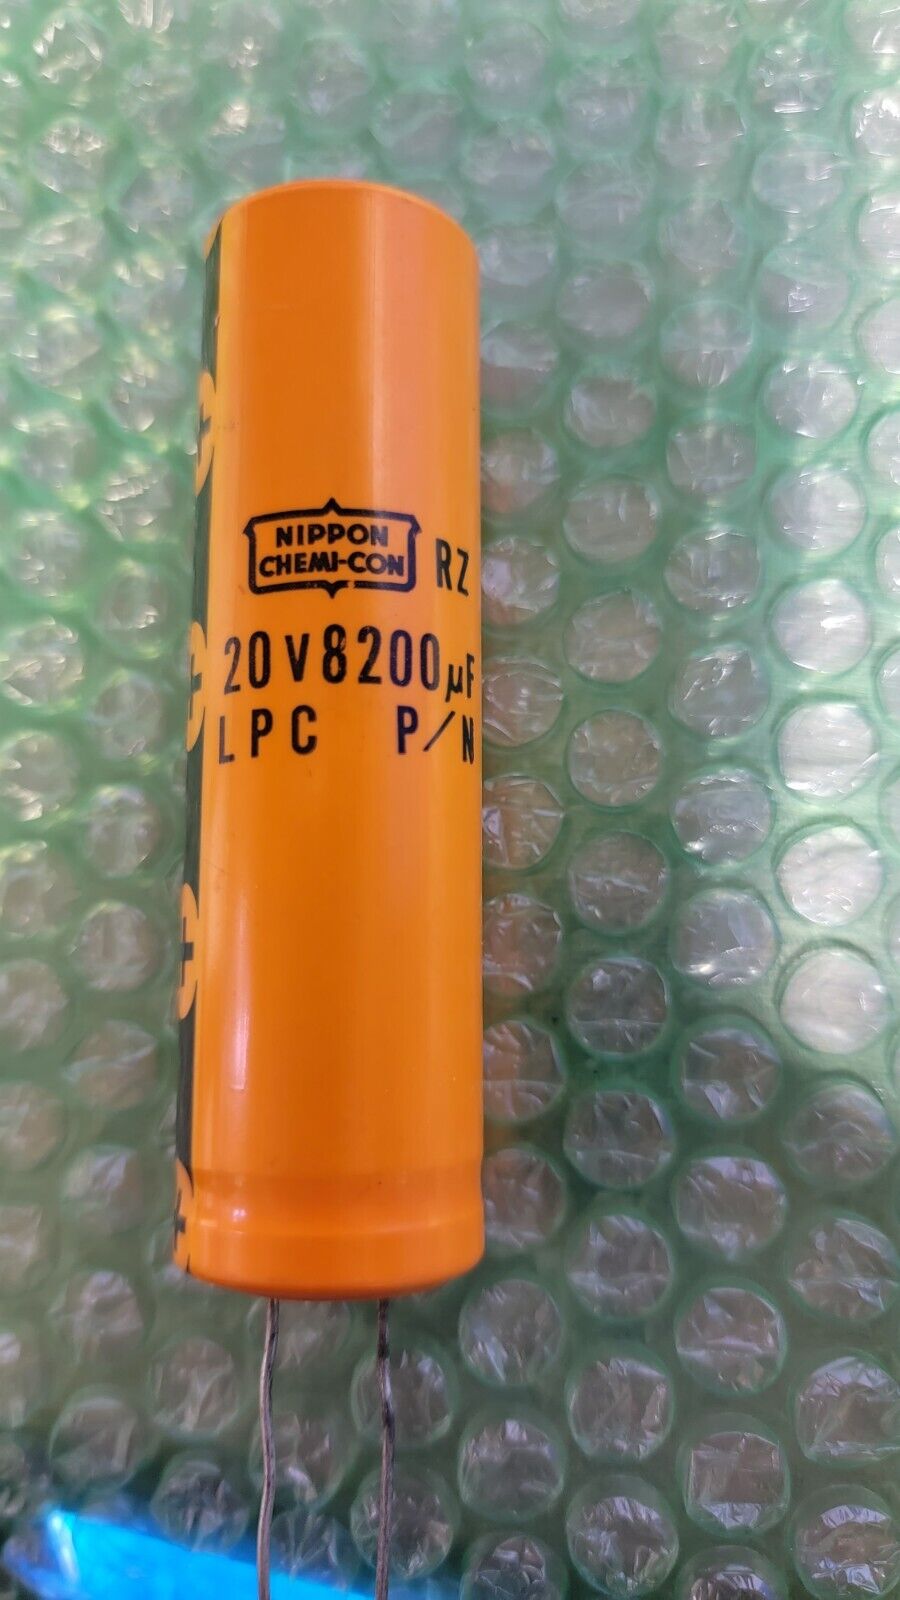 NIPPON
CHEMI-CON RZ
20V8200μF
LPC P/N